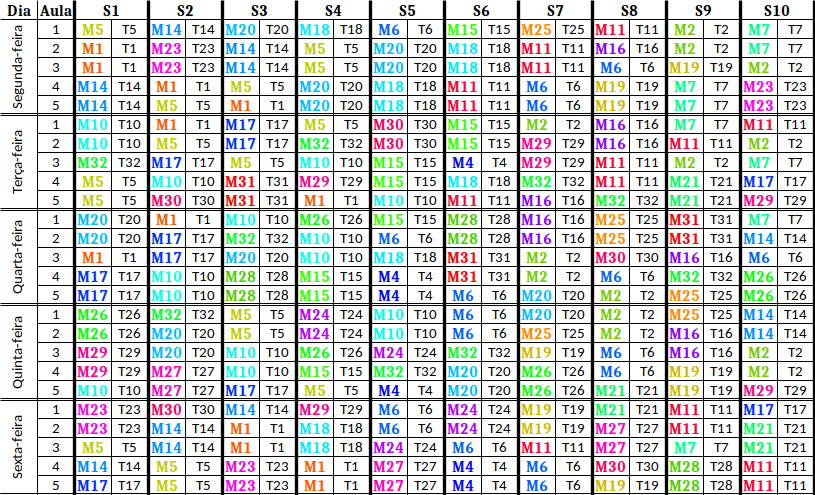 Dia Aula S1 S2 S3 S4 S5 S6 S7 S8 S9 S10
Segunda-feira
1 M5 T5 M14 T14 M20 T20 M18 T18 M6 T6 M15 T15 M25 T25 M11 T11 M2 T2 M7 T7
2 M1 T1 M23 T23 M14 T14 M5 T5 M20 T20 M18 T18 M11 T11 M16 T16 M2 T2 M7 T7
3 M1 T1 M23 T23 M14 T14 M5 T5 M20 T20 M18 T18 M11 T11 M6 T6 M19 T19 M2 T2
4 M14 T14 M1 T1 M5 T5 M20 T20 M18 T18 M11 T11 M6 T6 M19 T19 M7 T7 M23 T23
5 M14 T14 M5 T5 M1 T1 M20 T20 M18 T18 M11 T11 M6 T6 M19 T19 M7 T7 M23 T23
Terça-feira
1 M10 T10 M1 T1 M17 T17 M5 T5 M30 T30 M15 T15 M2 T2 M16 T16 M7 T7 M11 T11
2 M10 T10 M5 T5 M17 T17 M32 T32 M30 T30 M15 T15 M29 T29 M16 T16 M11 T11 M2 T2
3 M32 T32 M17 T17 M5 T5 M10 T10 M15 T15 M4 T4 M29 T29 M11 T11 M2 T2 M7 T7
4 M5 T5 M10 T10 M31 T31 M29 T29 M15 T15 M18 T18 M32 T32 M11 T11 M21 T21 M17 T17
5 M5 T5 M30 T30 M31 T31 M1 T1 M10 T10 M11 T11 M16 T16 M32 T32 M21 T21 M29 T29
Quarta-feira
1 M20 T20 M1 T1 M10 T10 M26 T26 M15 T15 M28 T28 M16 T16 M25 T25 M31 T31 M7 T7
2 M20 T20 M17 T17 M32 T32 M10 T10 M6 T6 M28 T28 M16 T16 M25 T25 M31 T31 M14 T14
3 M1 T1 M17 T17 M20 T20 M10 T10 M18 T18 M31 T31 M2 T2 M30 T30 M16 T16 M6 T6
4 M17 T17 M10 T10 M28 T28 M15 T15 M4 T4 M31 T31 M2 T2 M6 T6 M32 T32 M26 T26
5 M17 T17 M10 T10 M28 T28 M15 T15 M4 T4 M6 T6 M20 T20 M2 T2 M25 T25 M26 T26
Quinta-feira
1 M26 T26 M32 T32 M5 T5 M24 T24 M10 T10 M6 T6 M20 T20 M2 T2 M25 T25 M14 T14
2 M26 T26 M20 T20 M5 T5 M24 T24 M10 T10 M6 T6 M25 T25 M2 T2 M16 T16 M14 T14
3 M29 T29 M20 T20 M10 T10 M26 T26 M24 T24 M32 T32 M19 T19 M6 T6 M16 T16 M2 T2
4 M29 T29 M27 T27 M10 T10 M15 T15 M32 T32 M20 T20 M26 T26 M6 T6 M19 T19 M2 T2
5 M10 T10 M27 T27 M17 T17 M5 T5 M4 T4 M20 T20 M26 T26 M21 T21 M19 T19 M29 T29
Sexta-feira
1 M23 T23 M30 T30 M14 T14 M29 T29 M6 T6 M24 T24 M19 T19 M21 T21 M11 T11 M17 T17
2 M23 T23 M14 T14 M1 T1 M18 T18 M6 T6 M24 T24 M19 T19 M27 T27 M11 T11 M21 T21
3 M5 T5 M14 T14 M1 T1 M18 T18 M24 T24 M6 T6 M11 T11 M27 T27 M7 T7 M21 T21
4 M14 T14 M5 T5 M23 T23 M1 T1 M27 T27 M4 T4 M6 T6 M30 T30 M28 T28 M11 T11
5 M17 T17 M5 T5 M23 T23 M1 T1 M27 T27 M4 T4 M6 T6 M19 T19 M28 T28 M11 T11